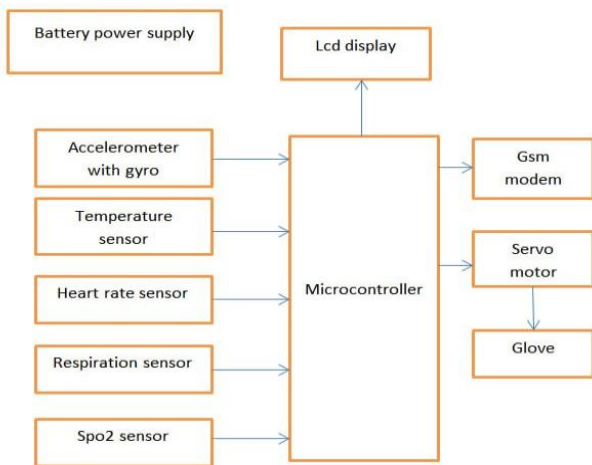 Battery power supply
Lcd display
Accelerometer
with gyro
Temperature
sensor
Heart rate sensor
Respiration sensor
Spo2 sensor
Microcontroller
Gsm
modem
Servo
motor
Glove